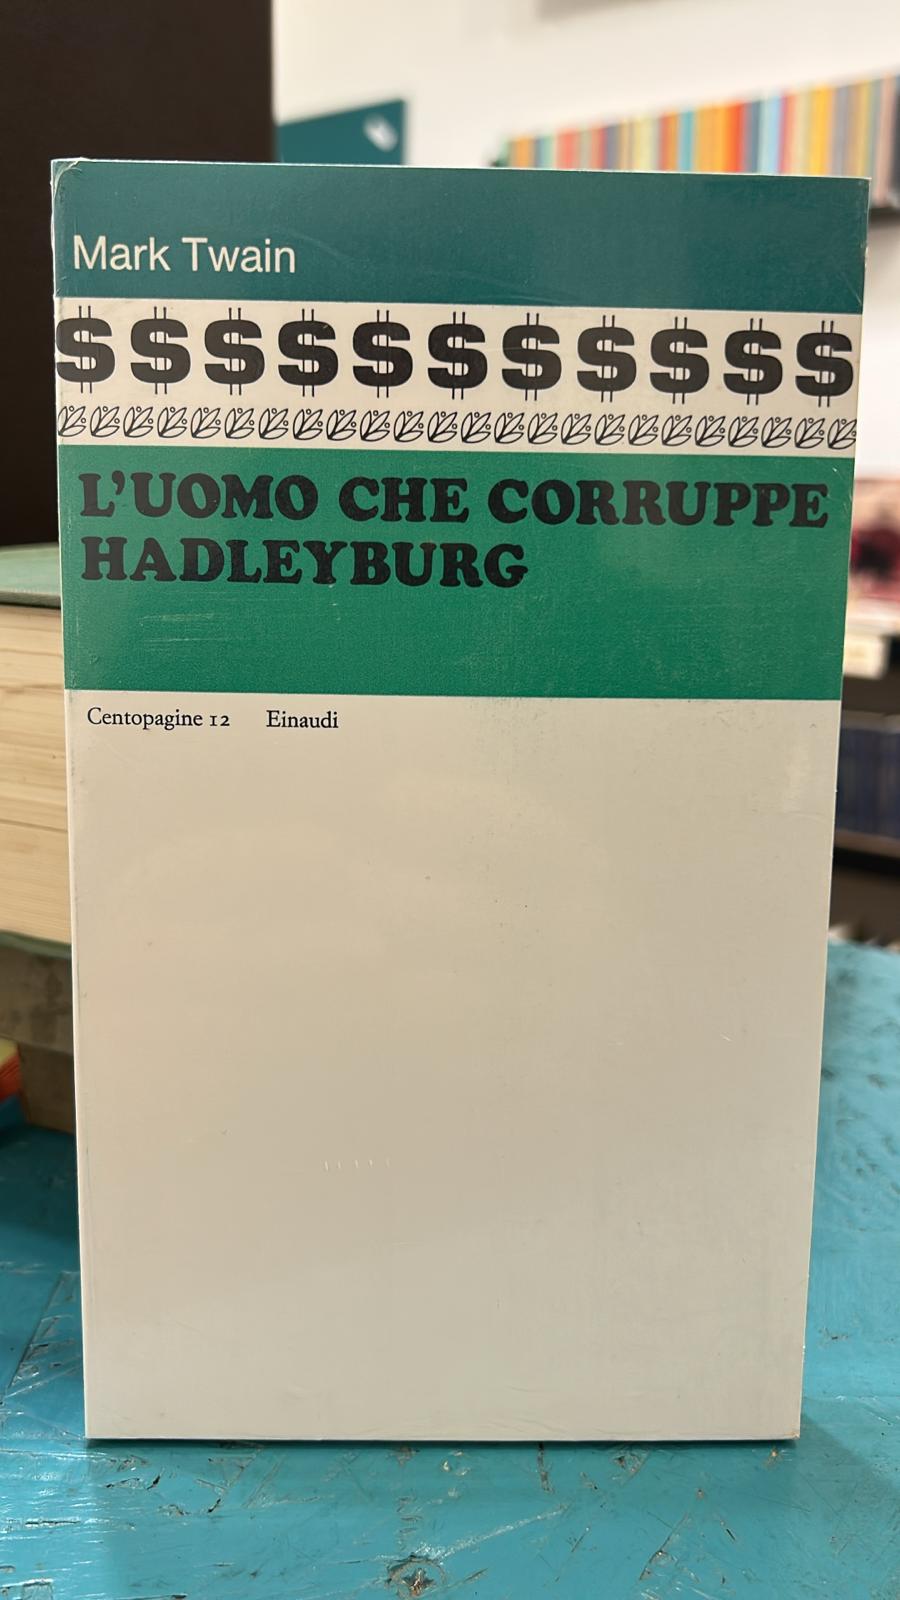 Mark Twain
$$$$$$$$$$$
L'UOMO CHE CORRUPPE
HADLEYBURG
Centopagine 12 Einaudi